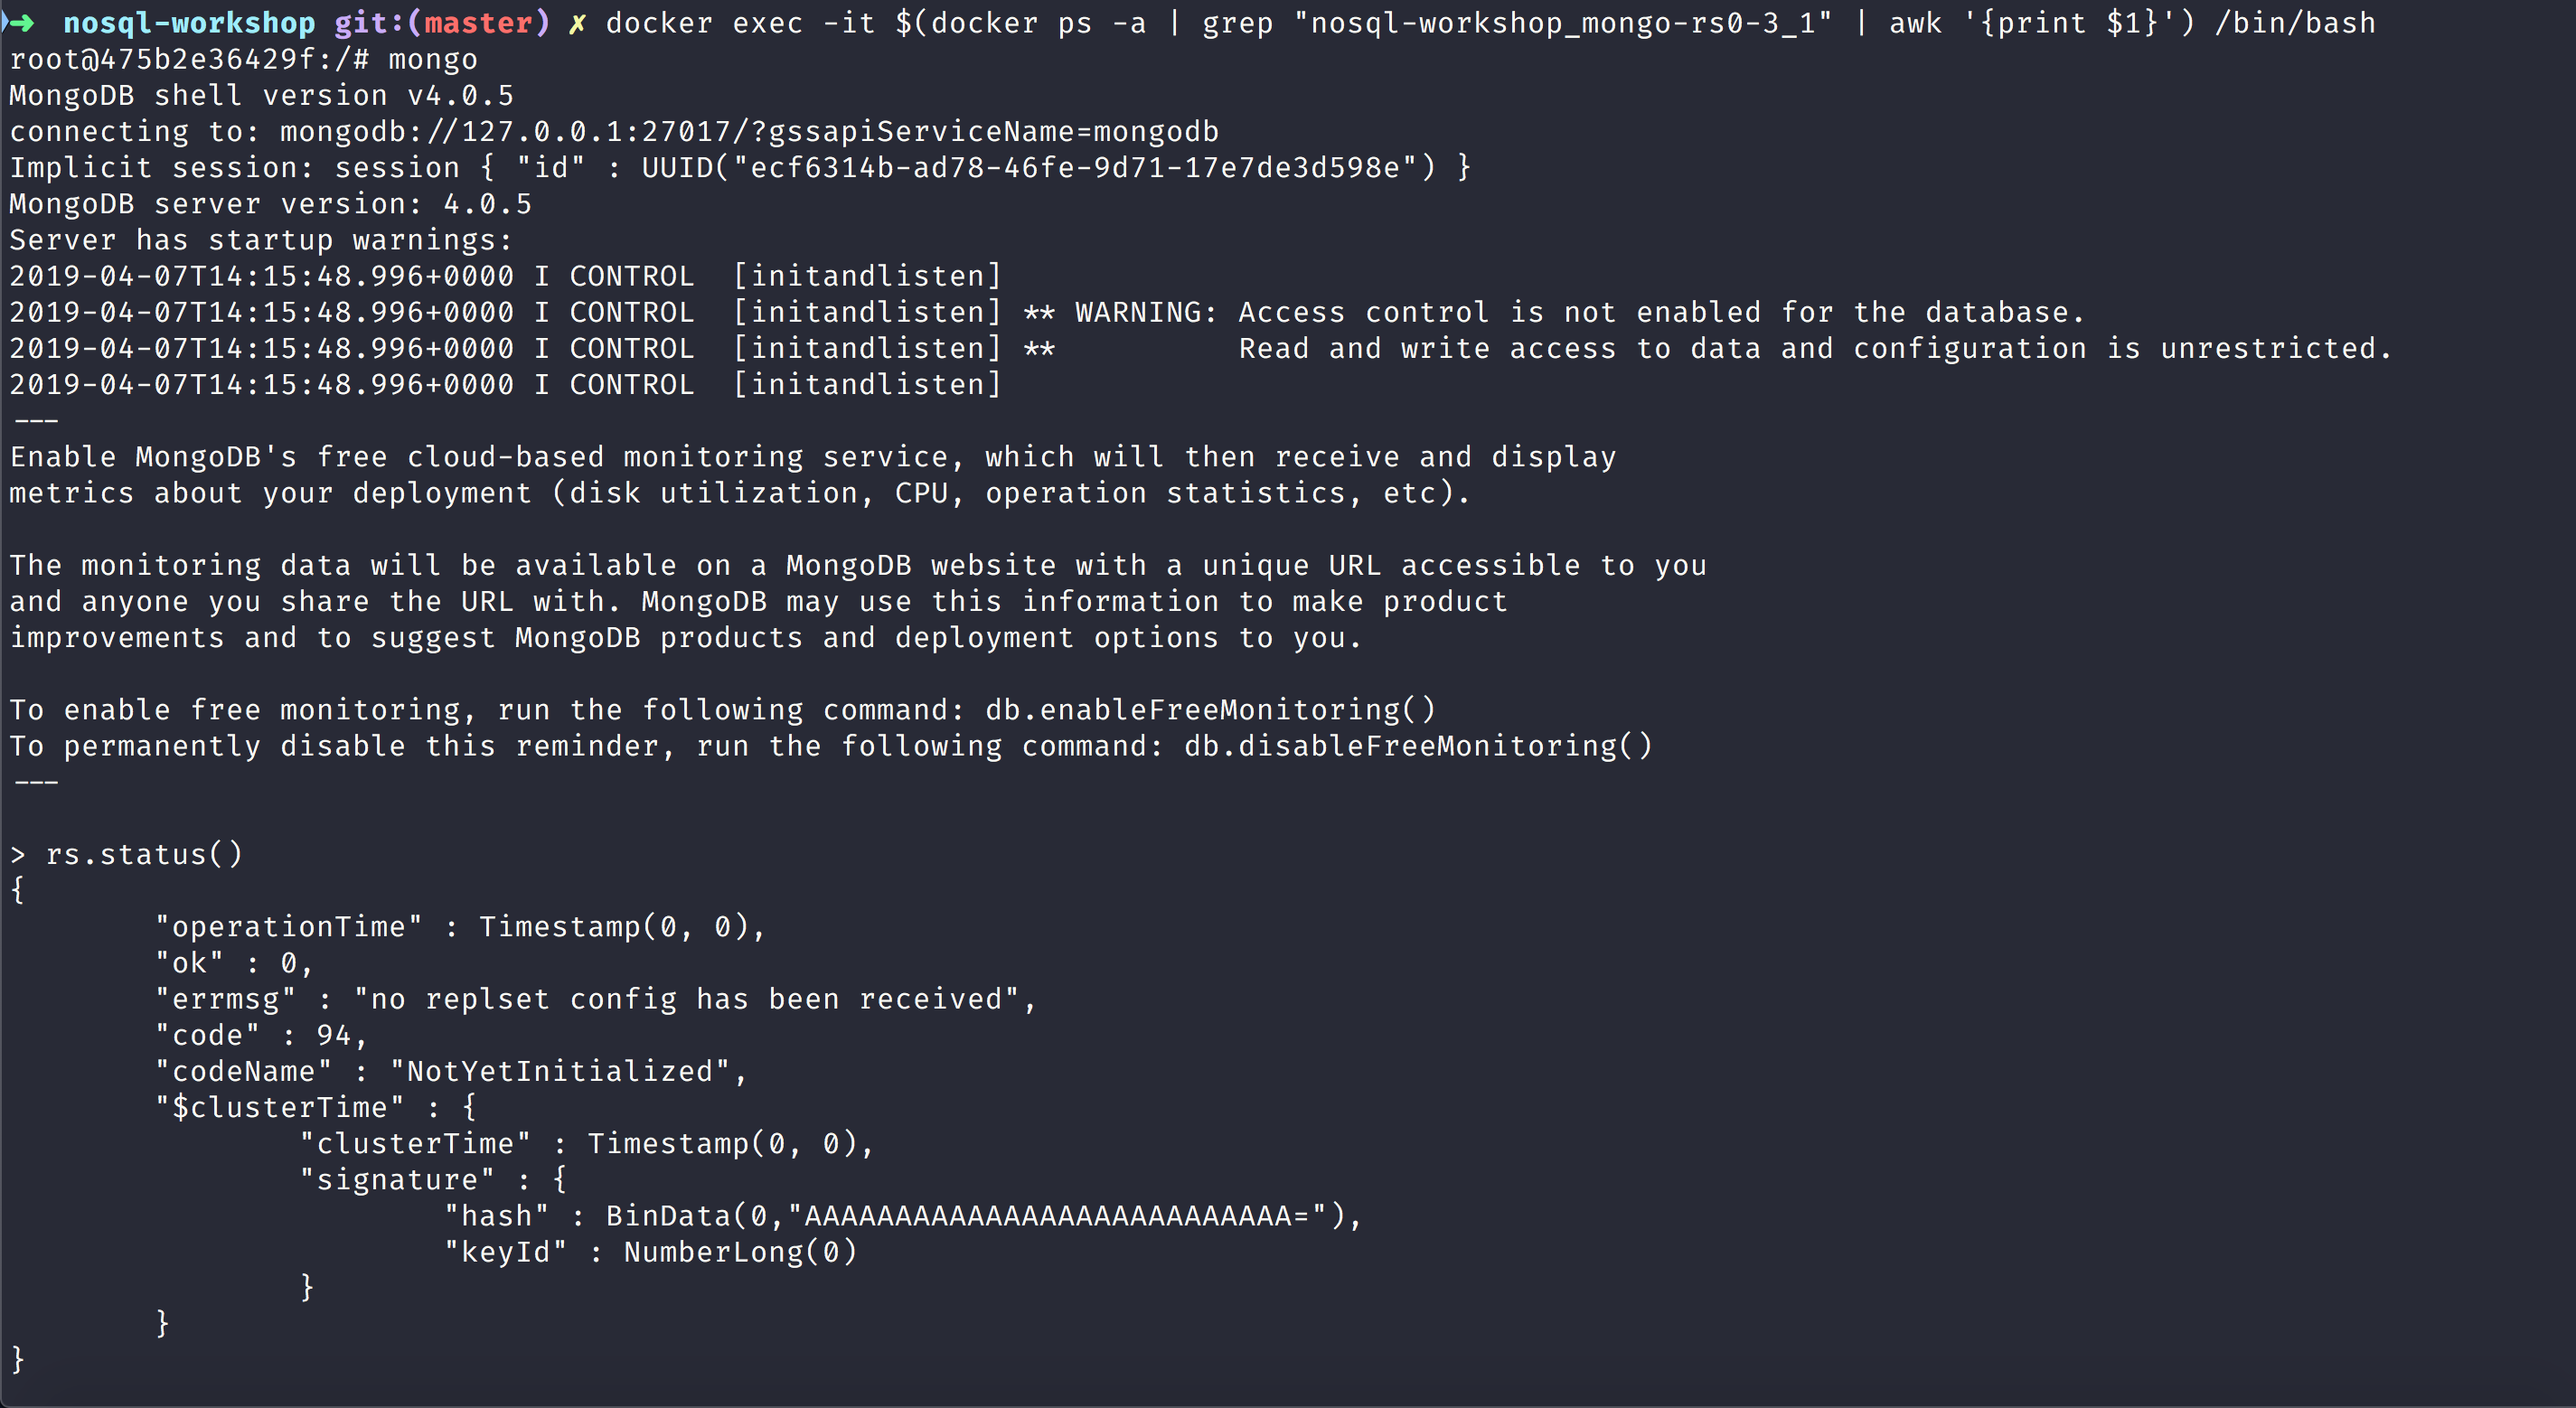 ➜  nosql-workshop git:(master) ✗ docker exec -it $(docker ps -a | grep "nosql-workshop_mongo-rs0-3_1" | awk '{print $1}') /bin/bash
root@475b2e36429f:/# mongo
MongoDB shell version v4.0.5
connecting to: mongodb://127.0.0.1:27017/?gssapiServiceName=mongodb
Implicit session: session { "id" : UUID("ecf6314b-ad78-46fe-9d71-17e7de3d598e") }
MongoDB server version: 4.0.5
Server has startup warnings:
2019-04-07T14:15:48.996+0000 I CONTROL  [initandlisten]
2019-04-07T14:15:48.996+0000 I CONTROL  [initandlisten] ** WARNING: Access control is not enabled for the database.
2019-04-07T14:15:48.996+0000 I CONTROL  [initandlisten] **          Read and write access to data and configuration is unrestricted.
2019-04-07T14:15:48.996+0000 I CONTROL  [initandlisten]
---
Enable MongoDB's free cloud-based monitoring service, which will then receive and display
metrics about your deployment (disk utilization, CPU, operation statistics, etc).

The monitoring data will be available on a MongoDB website with a unique URL accessible to you
and anyone you share the URL with. MongoDB may use this information to make product
improvements and to suggest MongoDB products and deployment options to you.

To enable free monitoring, run the following command: db.enableFreeMonitoring()
To permanently disable this reminder, run the following command: db.disableFreeMonitoring()
---

> rs.status()
{
        "operationTime" : Timestamp(0, 0),
        "ok" : 0,
        "errmsg" : "no replset config has been received",
        "code" : 94,
        "codeName" : "NotYetInitialized",
        "$clusterTime" : {
                "clusterTime" : Timestamp(0, 0),
                "signature" : {
                        "hash" : BinData(0,"AAAAAAAAAAAAAAAAAAAAAAAAAAA="),
                        "keyId" : NumberLong(0)
                }
        }
}